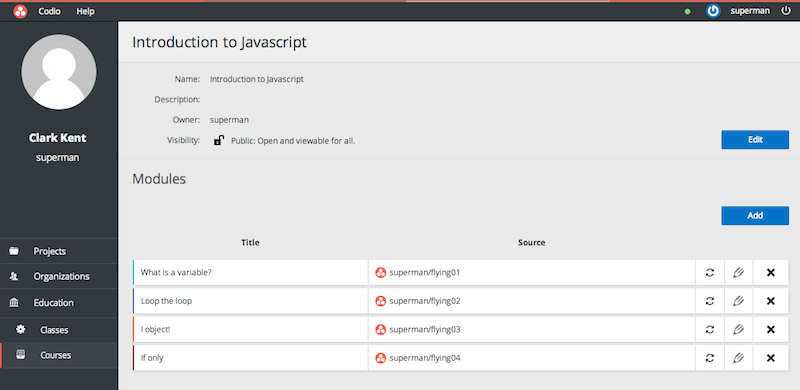 Codio Help superman
Clark Kent
superman
Projects
Organizations
Education
Classes
Courses
Introduction to Javascript
Name: Introduction to Javascript
Description:
Owner: superman
Visibility: Public: Open and viewable for all.
Edit
Modules
Add
Title Source
What is a variable? superman/flying01
Loop the loop superman/flying02
I object! superman/flying03
If only superman/flying04